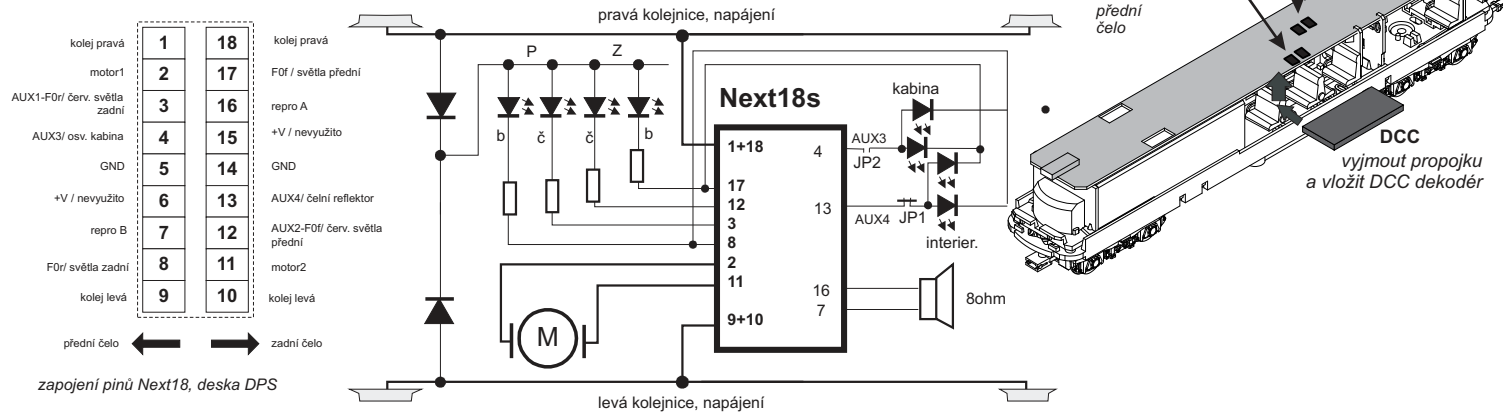 kolej pravá 1 18 kolej pravá
motor1 2 17 F0f / světla přední
AUX1-F0r/ červ. světla
zadní 3 16 repro A
AUX3/ osv. kabina 4 15 +V / nevyužito
GND 5 14 GND
+V / nevyužito 6 13 AUX4/ čelní reflektor
repro B 7 12 AUX2-F0f/ červ. světla
přední
F0r/ světla zadní 8 11 motor2
kolej levá 9 10 kolej levá
přední čelo zadní čelo
zapojení pinů Next18, deska DPS
pravá kolejnice, napájení
P Z
b č č b
Next18s
1+18
17
12
3
8
2
11
9+10
4
13
16
7
M
kabina
AUX3
JP2
AUX4 JP1
interier.
8ohm
levá kolejnice, napájení
přední
čelo
DCC
vyjmout propojku
a vložit DCC dekodér